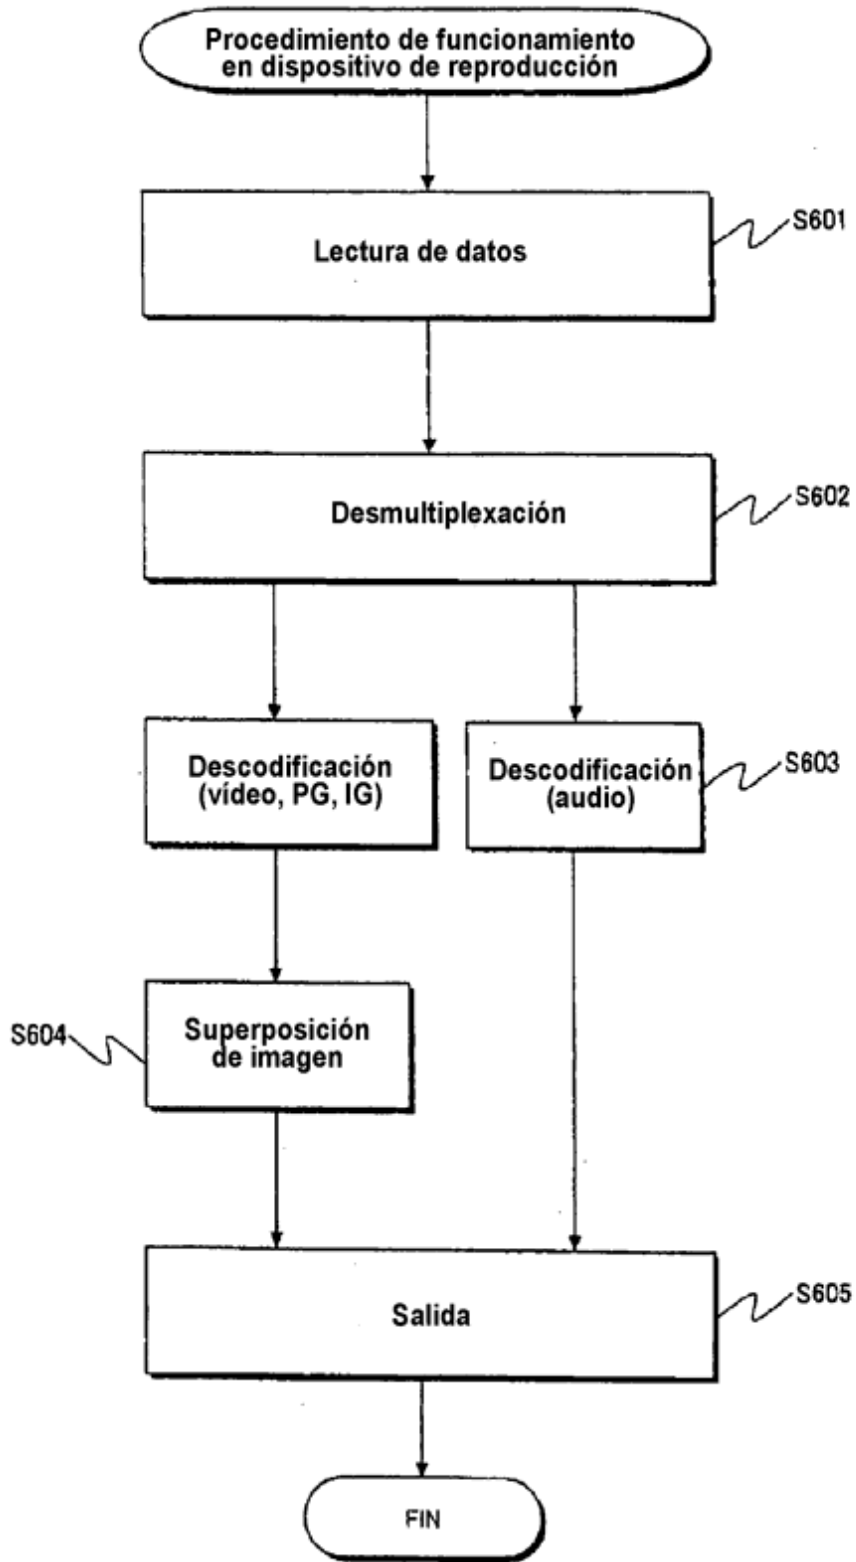 Procedimiento de funcionamiento
en dispositivo de reproducción
Lectura de datos
S601
Desmultiplexación
S602
Descodificación
(vídeo, PG, IG)
Descodificación
(audio)
S603
S604
Superposición
de imagen
Salida
S605
FIN